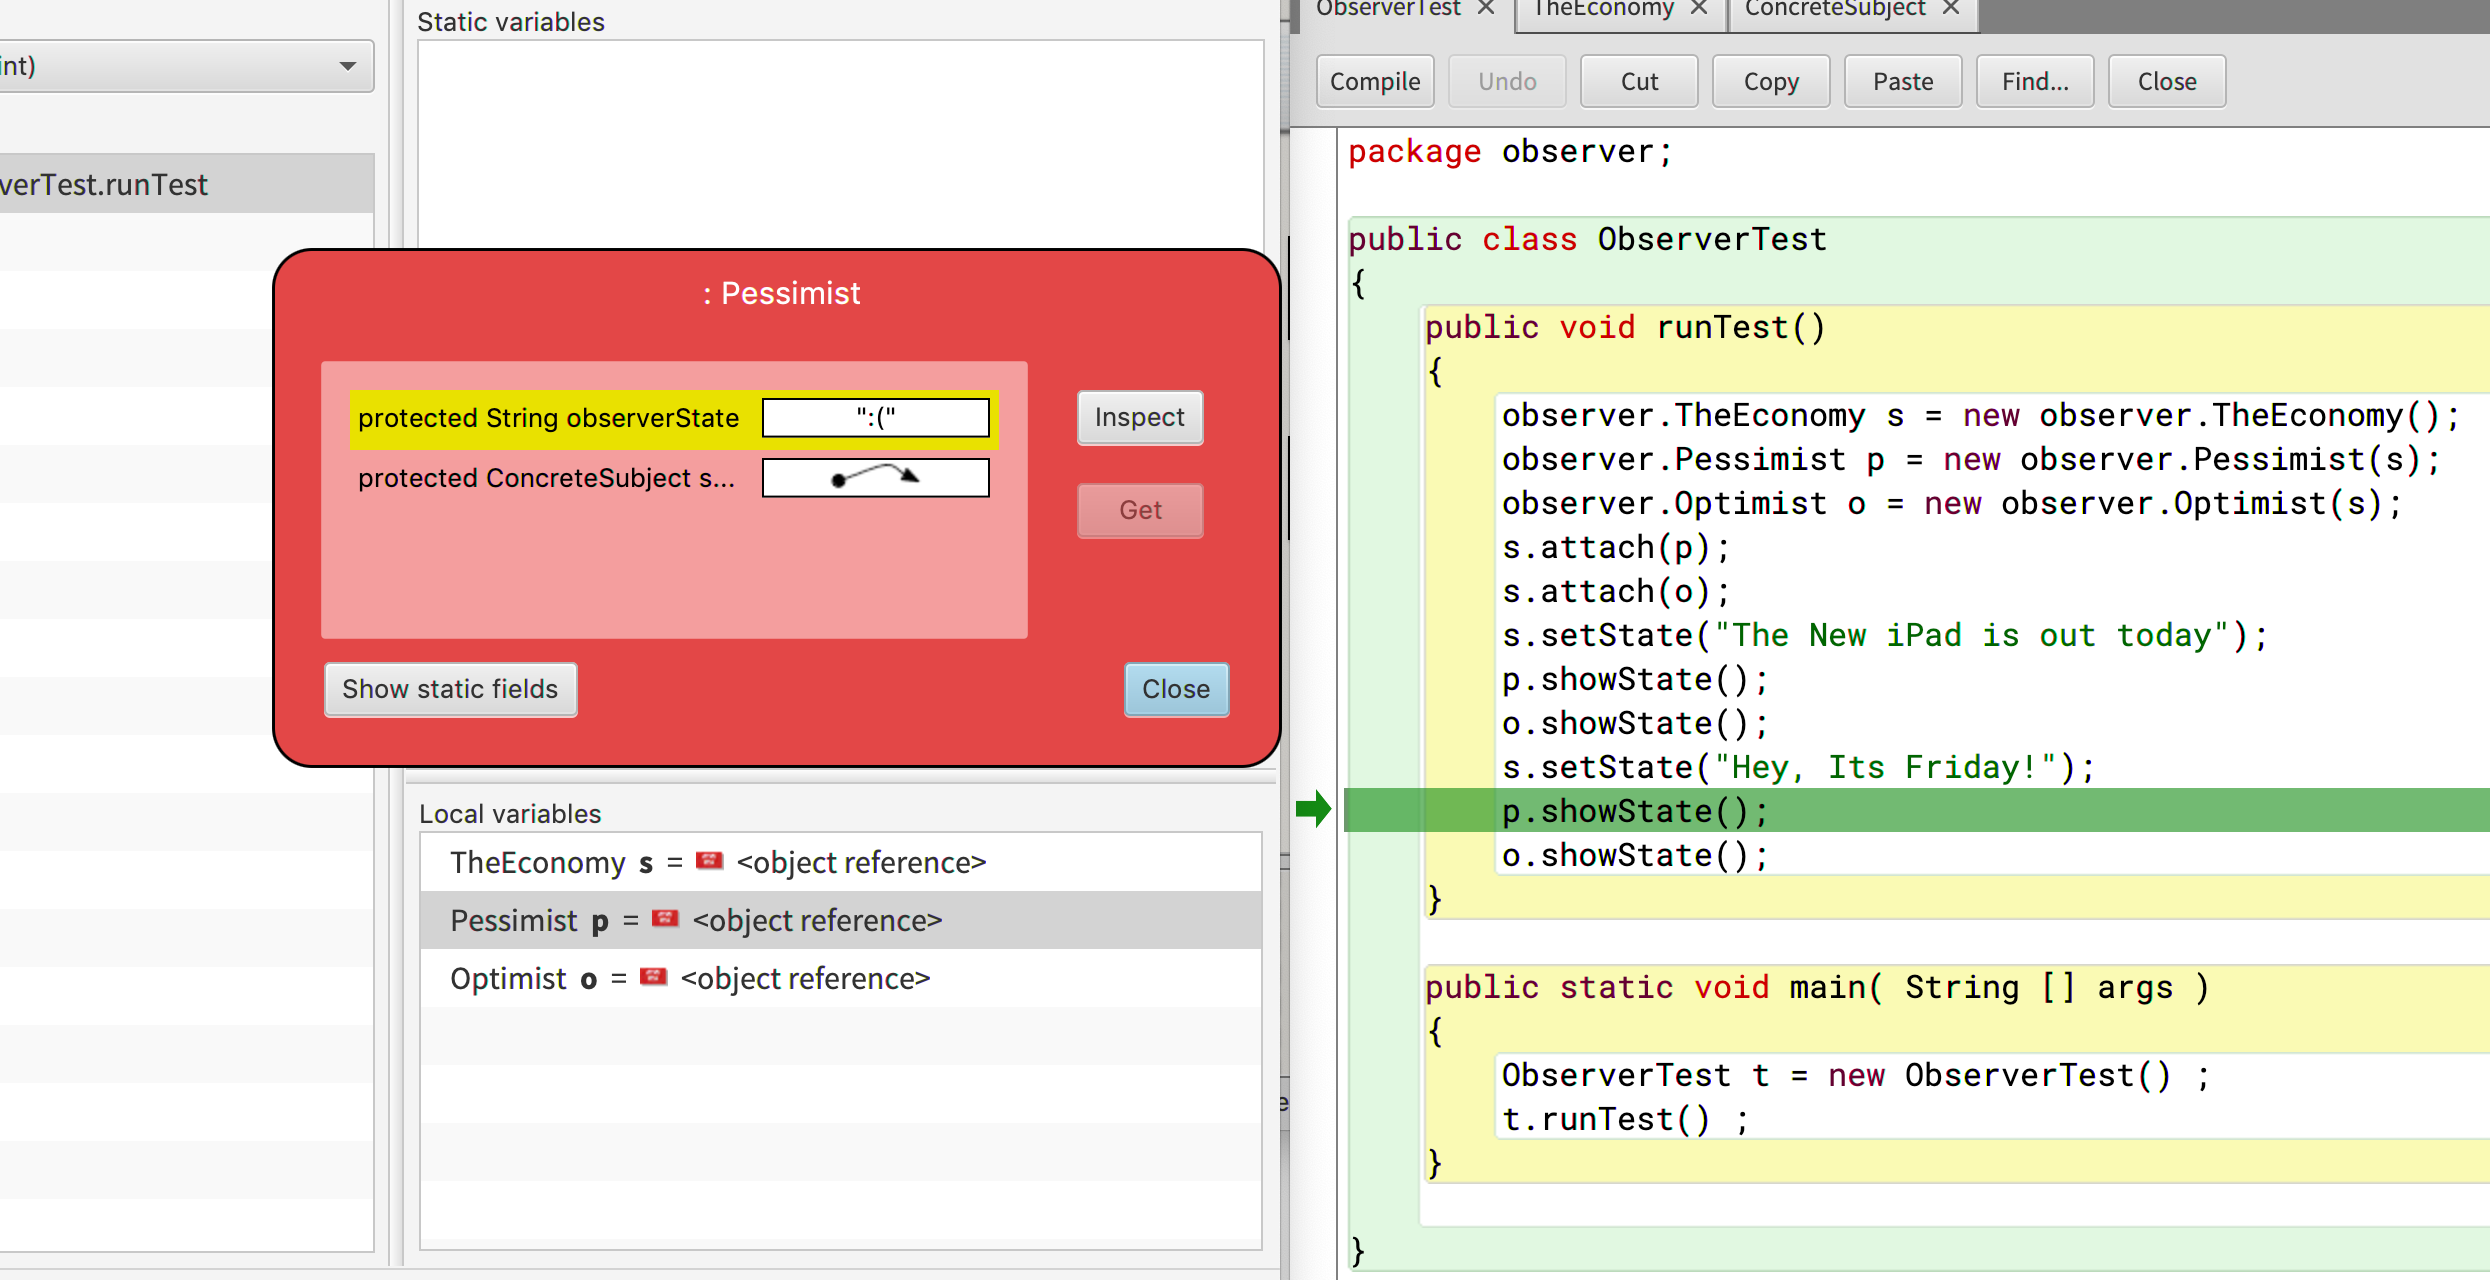 Static variables
int)
verTest.runTest
: Pessimist
protected String observerState ":("
protected ConcreteSubject s...
Inspect
Get
Show static fields
Close
Local variables
TheEconomy s = <object reference>
Pessimist p = <object reference>
Optimist o = <object reference>
ObserverTest × TheEconomy × ConcreteSubject ×
Compile Undo Cut Copy Paste Find... Close
package observer;
public class ObserverTest
{
public void runTest()
{
observer.TheEconomy s = new observer.TheEconomy();
observer.Pessimist p = new observer.Pessimist(s);
observer.Optimist o = new observer.Optimist(s);
s.attach(p);
s.attach(o);
s.setState("The New iPad is out today");
p.showState();
o.showState();
s.setState("Hey, Its Friday!");
p.showState();
o.showState();
}
public static void main( String [] args )
{
ObserverTest t = new ObserverTest() ;
t.runTest() ;
}
}